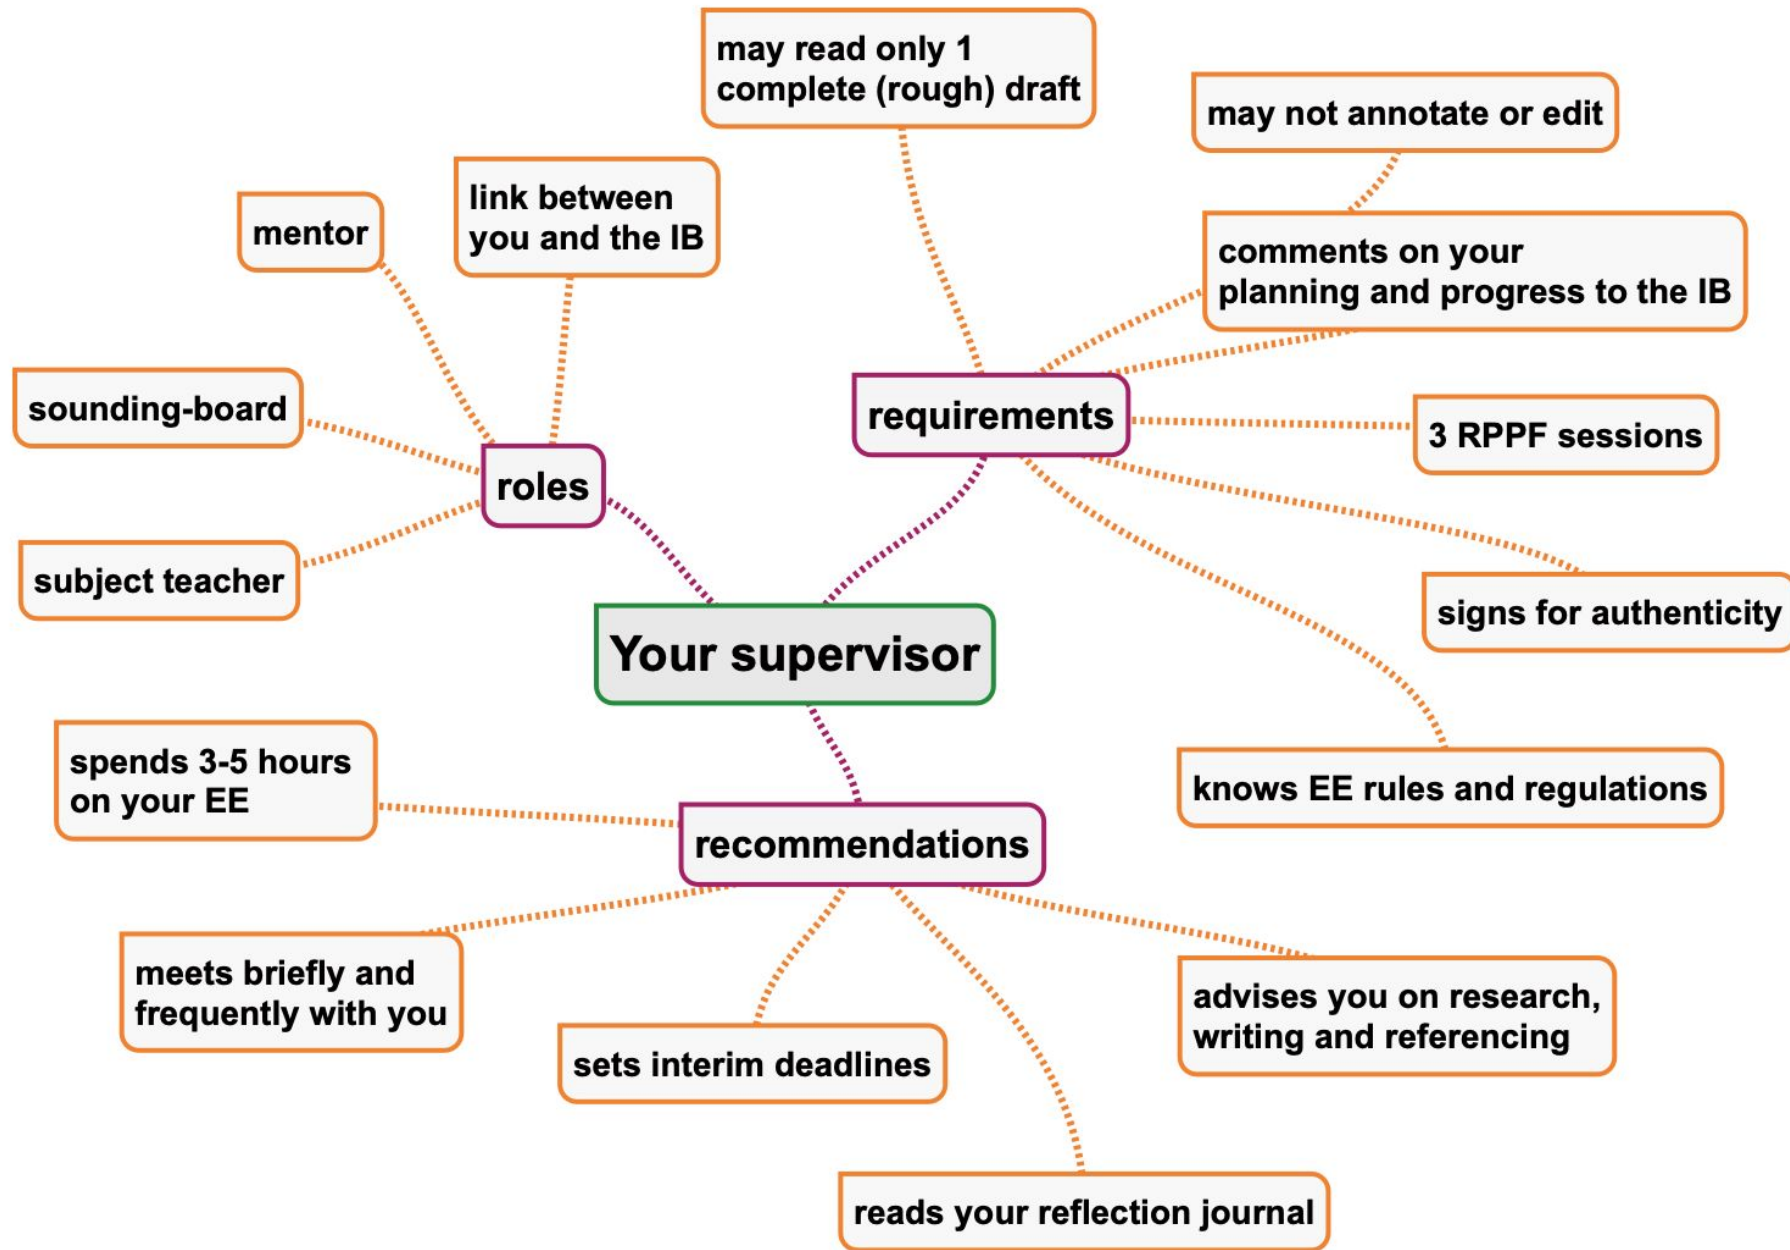 may read only 1
complete (rough) draft
may not annotate or edit
link between
you and the IB
mentor
comments on your
planning and progress to the IB
sounding-board
requirements
3 RPPF sessions
roles
subject teacher
signs for authenticity
Your supervisor
spends 3-5 hours
on your EE
knows EE rules and regulations
recommendations
meets briefly and
frequently with you
advises you on research,
writing and referencing
sets interim deadlines
reads your reflection journal